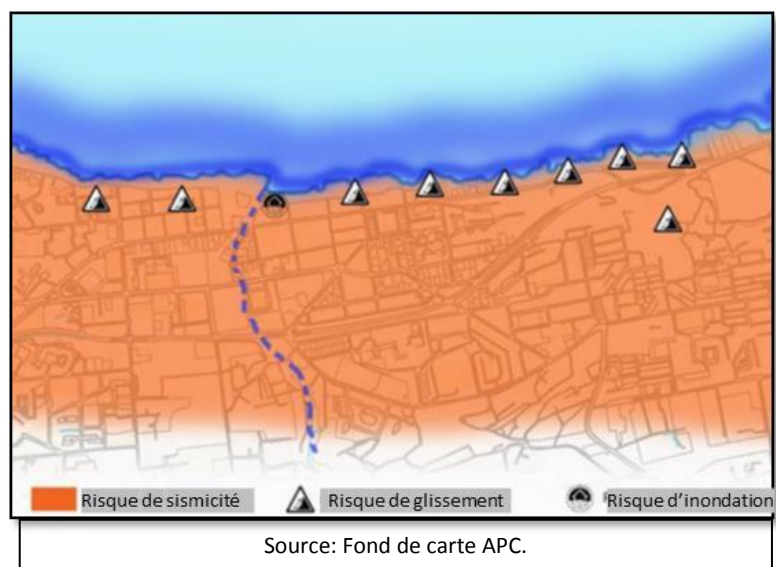 Risque de sismicité Risque de glissement Risque d'inondation
Source: Fond de carte APC.